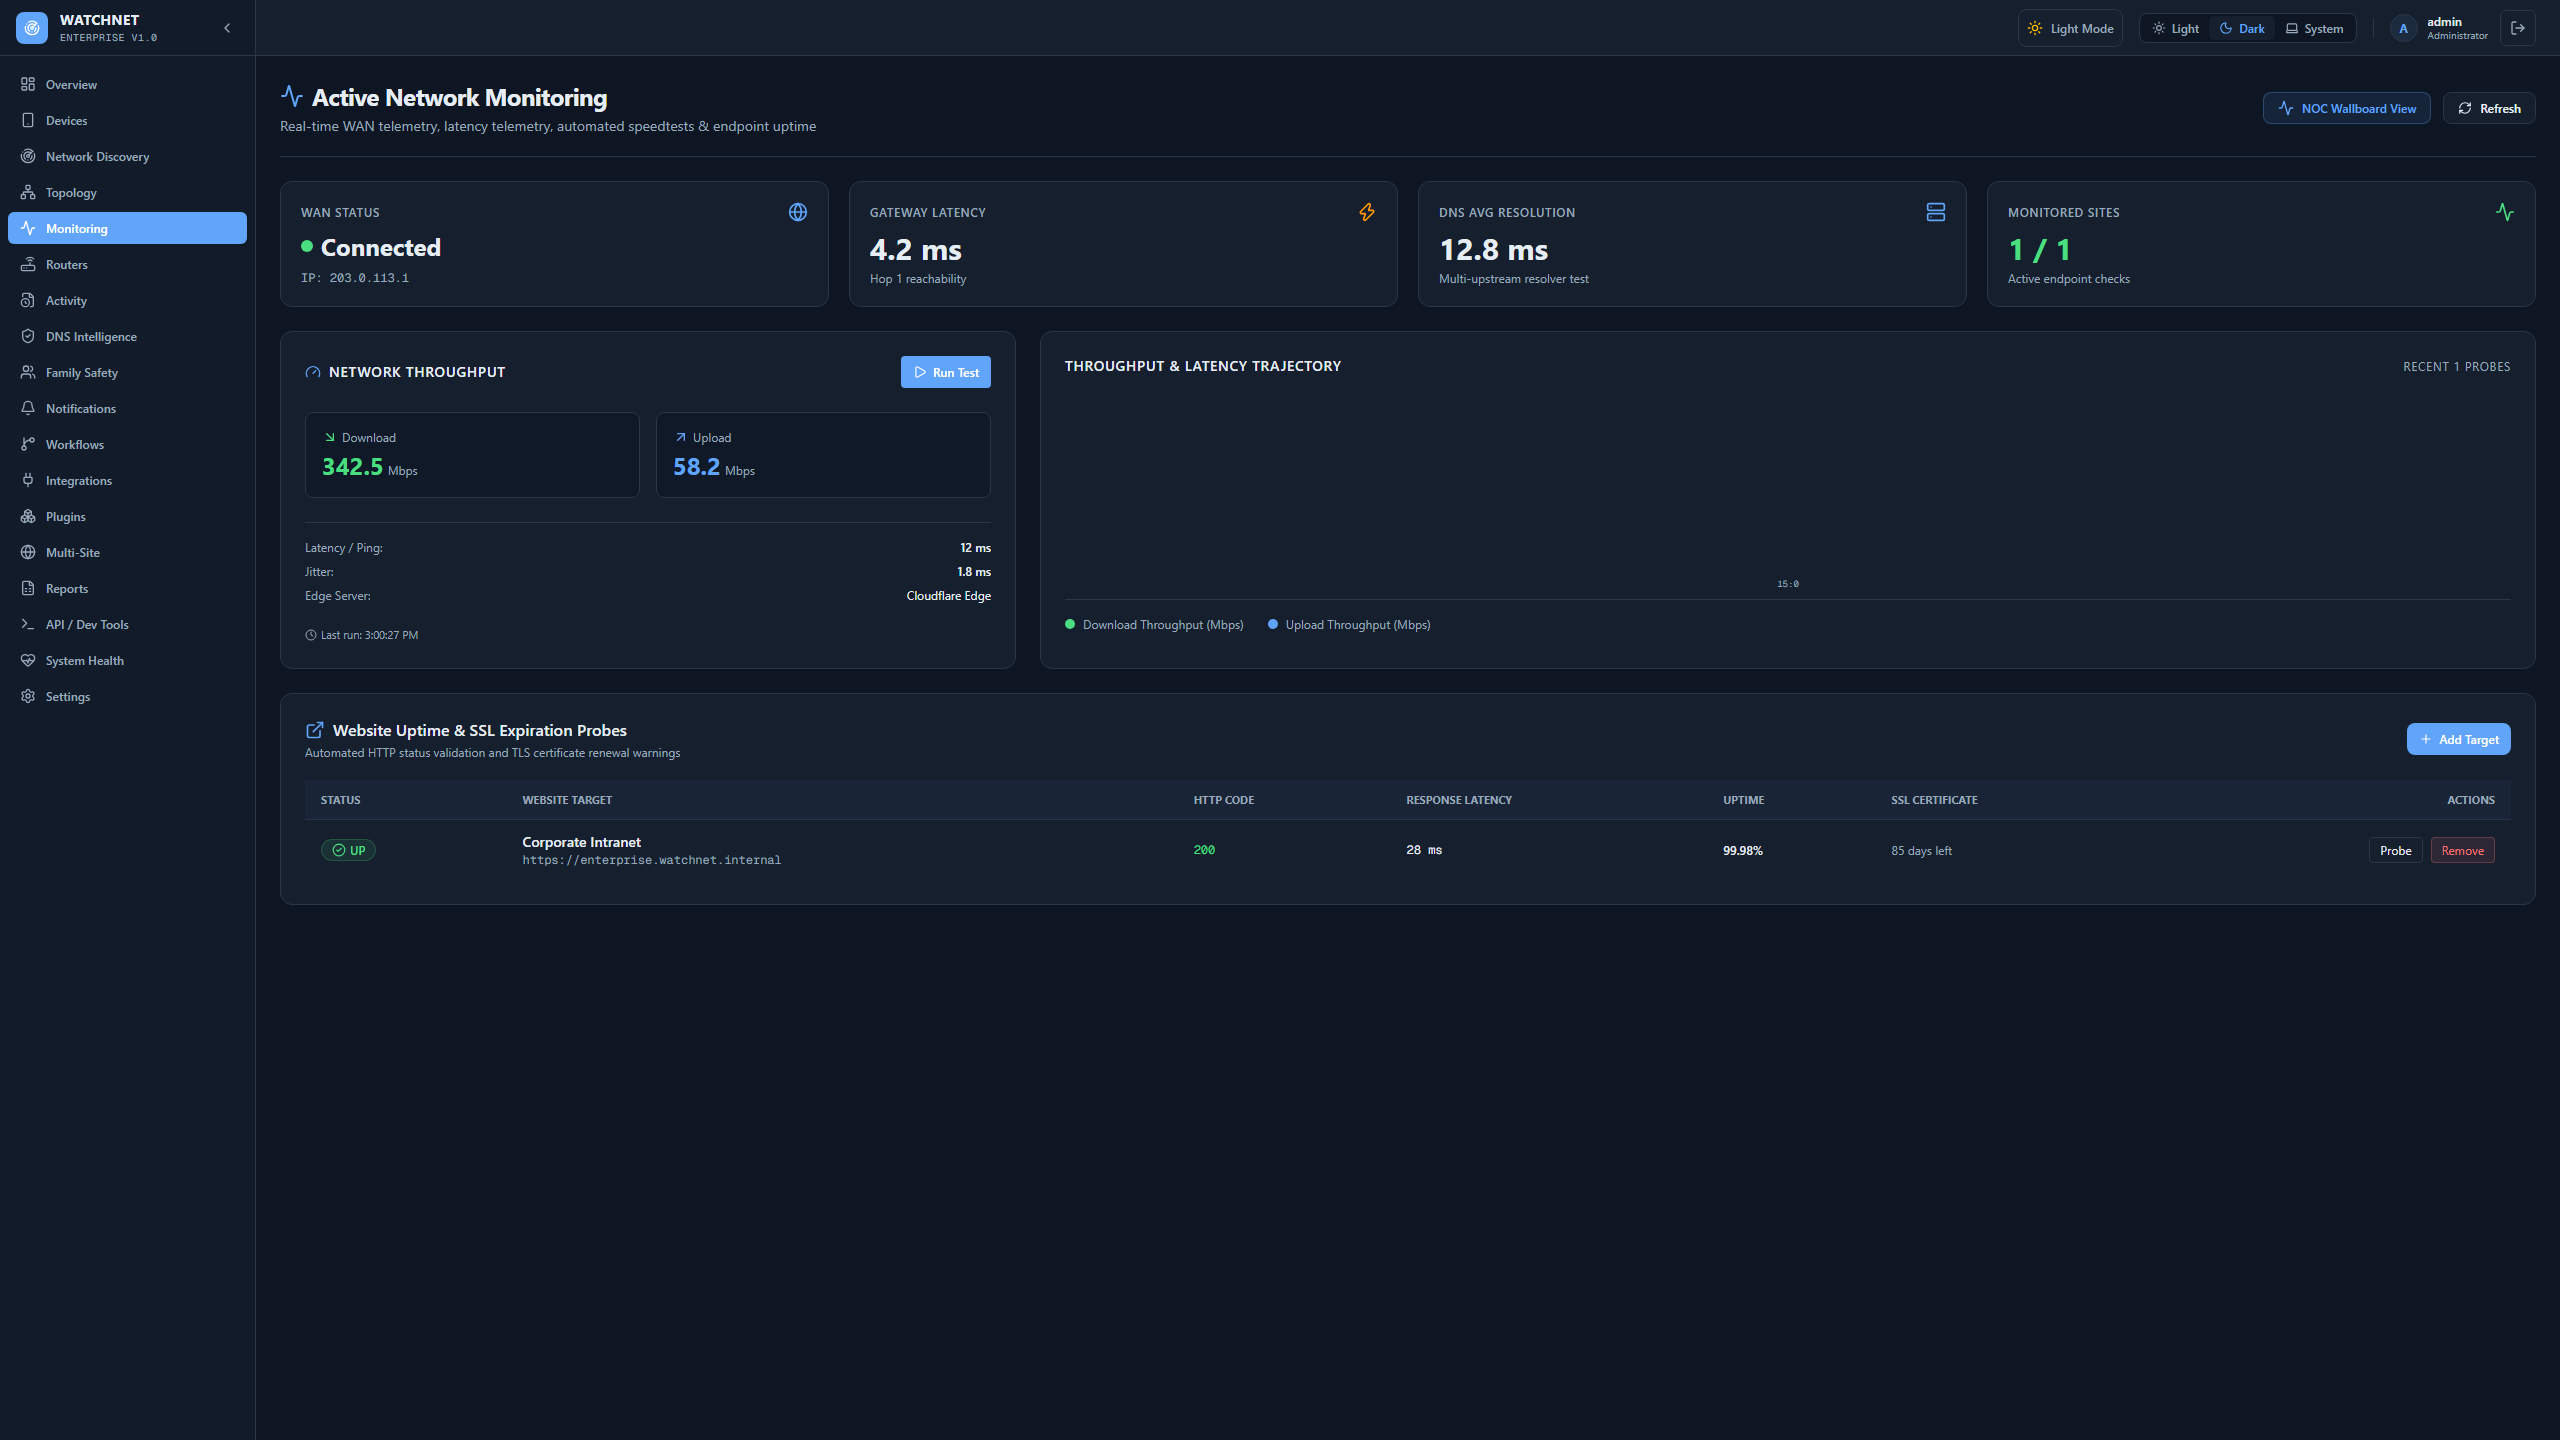 WATCHNET
ENTERPRISE V1.0
Light Mode
Light
Dark
System
A
admin
Administrator
Overview
Devices
Network Discovery
Topology
Monitoring
Routers
Activity
DNS Intelligence
Family Safety
Notifications
Workflows
Integrations
Plugins
Multi-Site
Reports
API / Dev Tools
System Health
Settings
Active Network Monitoring
Real-time WAN telemetry, latency telemetry, automated speedtests & endpoint uptime
NOC Wallboard View
Refresh
WAN STATUS
Connected
IP: 203.0.113.1
GATEWAY LATENCY
4.2 ms
Hop 1 reachability
DNS AVG RESOLUTION
12.8 ms
Multi-upstream resolver test
MONITORED SITES
1 / 1
Active endpoint checks
NETWORK THROUGHPUT
Run Test
Download
342.5 Mbps
Upload
58.2 Mbps
Latency / Ping: 12 ms
Jitter: 1.8 ms
Edge Server: Cloudflare Edge
Last run: 3:00:27 PM
THROUGHPUT & LATENCY TRAJECTORY
RECENT 1 PROBES
15:0
Download Throughput (Mbps)
Upload Throughput (Mbps)
Website Uptime & SSL Expiration Probes
Automated HTTP status validation and TLS certificate renewal warnings
Add Target
STATUS WEBSITE TARGET HTTP CODE RESPONSE LATENCY UPTIME SSL CERTIFICATE ACTIONS
UP
Corporate Intranet
https://enterprise.watchnet.internal
200
28 ms
99.98%
85 days left
Probe
Remove